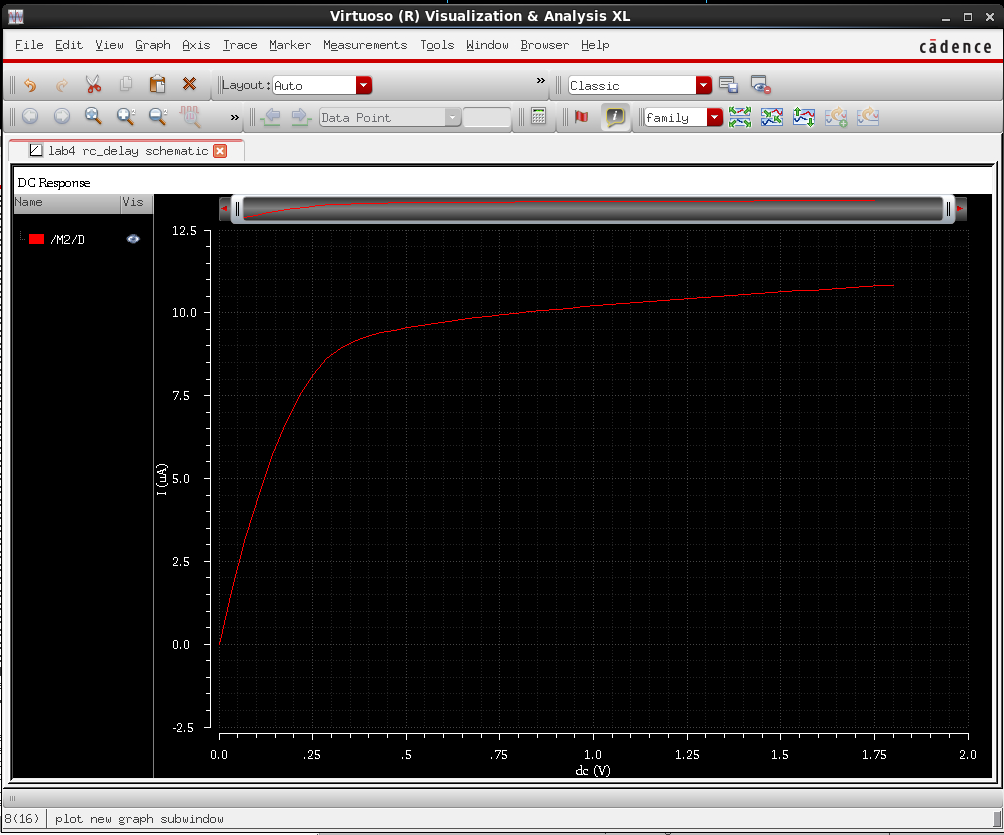 Virtuoso (R) Visualization & Analysis XL
File Edit View Graph Axis Trace Marker Measurements Tools Window Browser Help
cādence
Layout: Auto » Classic
» Data Point family
lab4 rc_delay schematic
DC Response
Name Vis
/M2/D
12.5
10.0
7.5
5.0
2.5
0.0
-2.5
I (uA)
0.0 .25 .5 .75 1.0 1.25 1.5 1.75 2.0
dc (V)
8(16) plot new graph subwindow